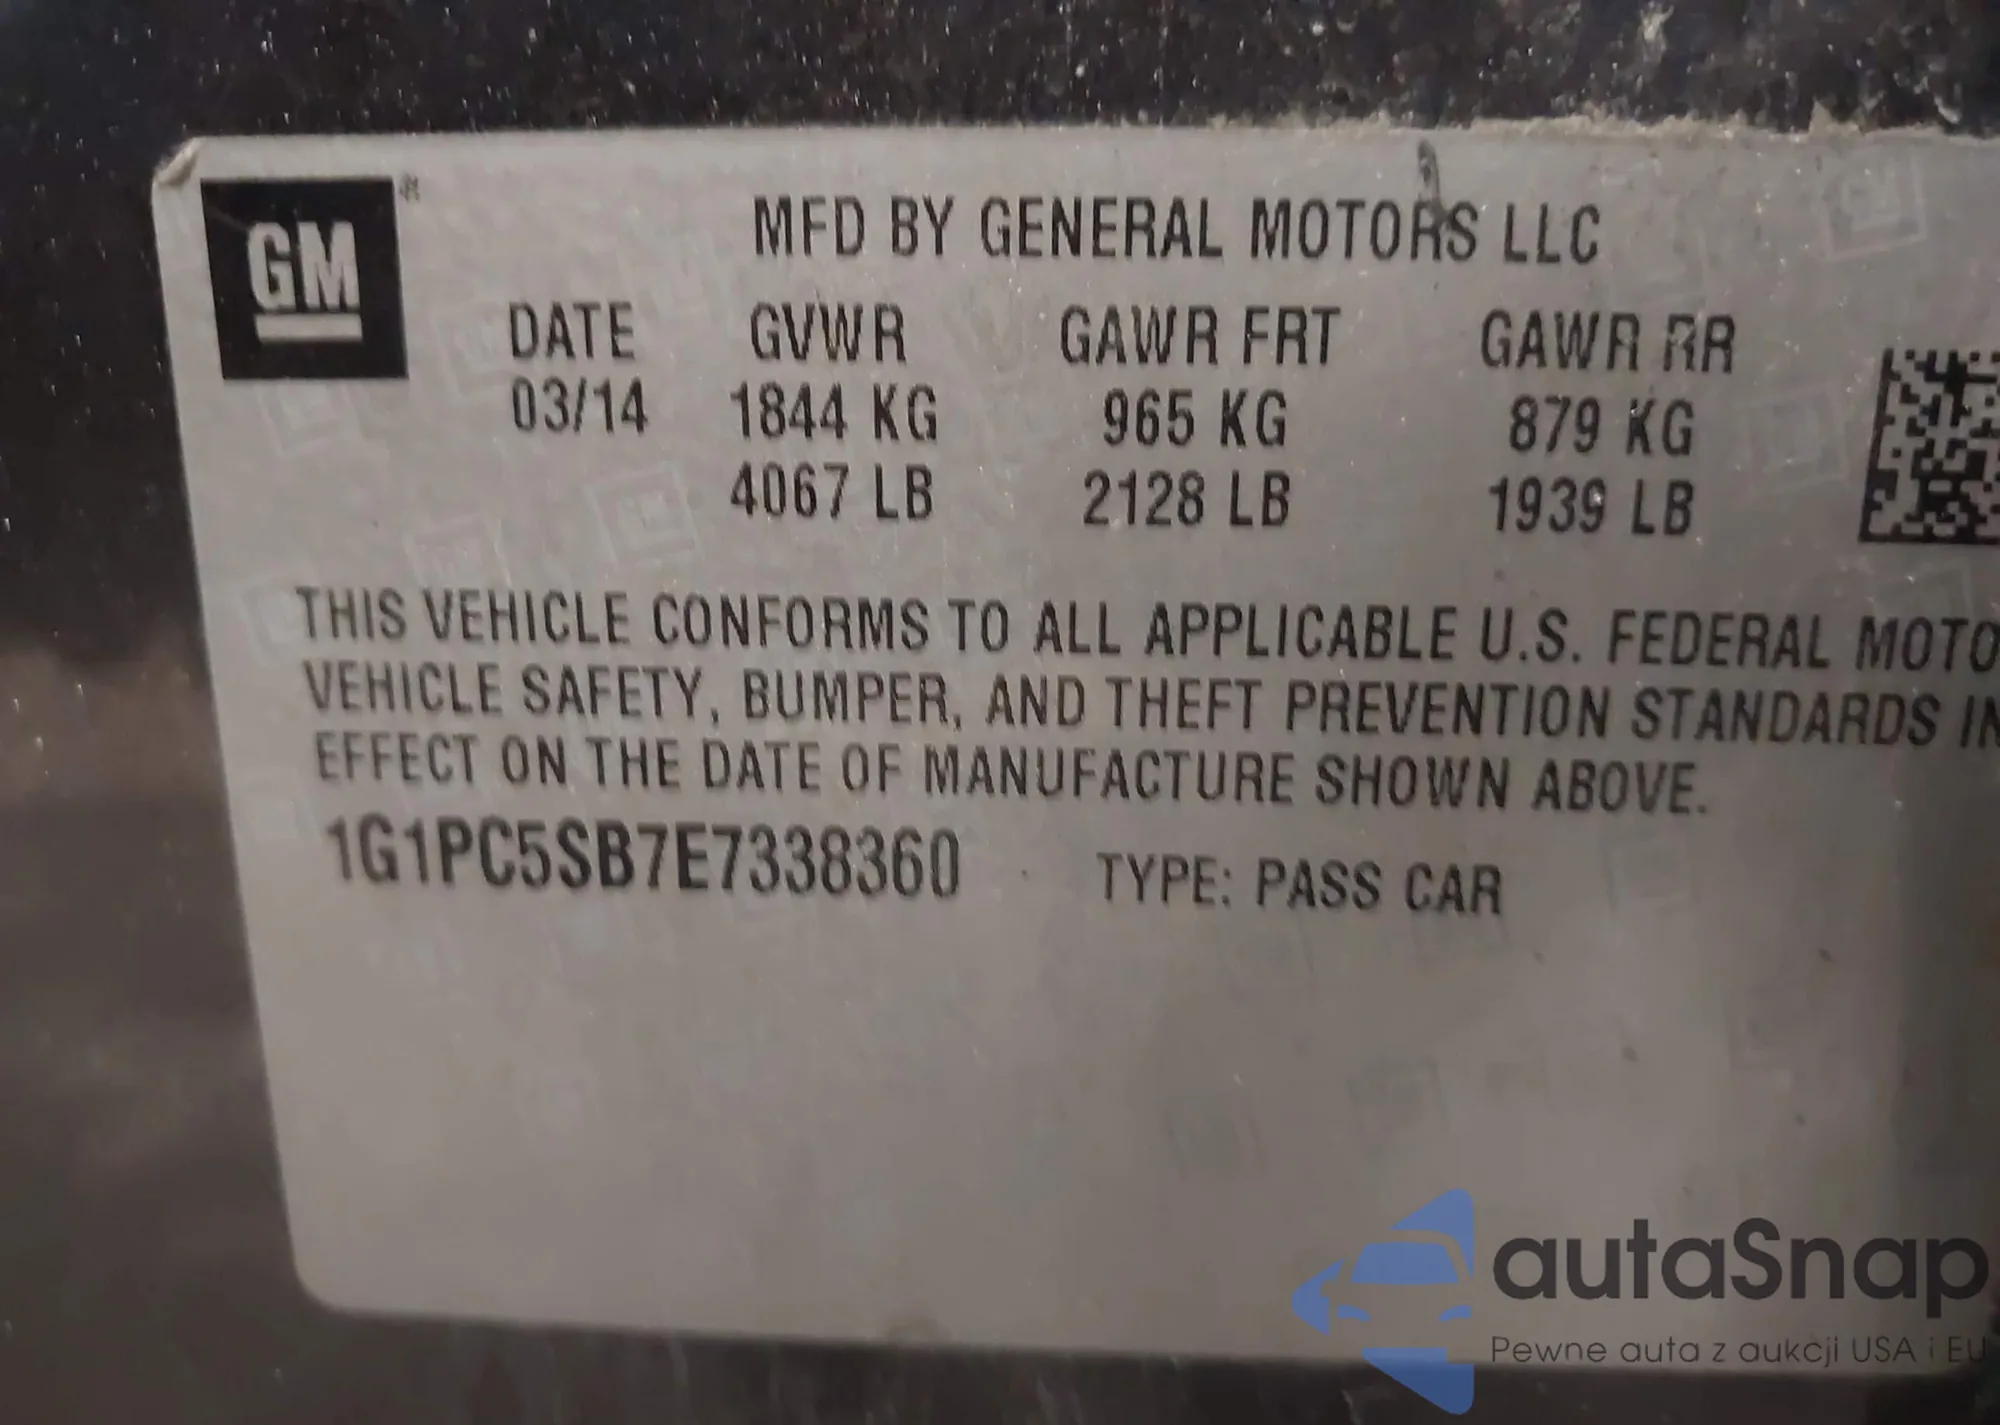 GM
MFD BY GENERAL MOTORS LLC
DATE GVWR GAWR FRT GAWR RR
03/14 1844 KG 965 KG 879 KG
4067 LB 2128 LB 1939 LB
THIS VEHICLE CONFORMS TO ALL APPLICABLE U.S. FEDERAL MOTO
VEHICLE SAFETY, BUMPER, AND THEFT PREVENTION STANDARDS IN
EFFECT ON THE DATE OF MANUFACTURE SHOWN ABOVE.
1G1PC5SB7E7338360 TYPE: PASS CAR
autaSnap
Pewne auta z aukcji USA i EU